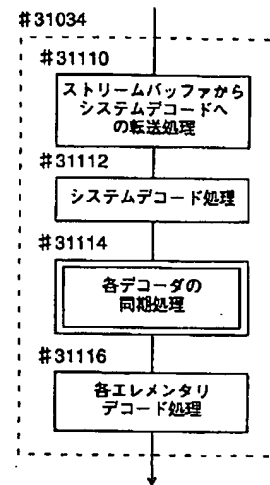 #31034
#31110
ストリームバッファから
システムデコードへ
の転送処理
#31112
システムデコード処理
#31114
各デコーダの
同期処理
#31116
各エレメンタリ
デコード処理